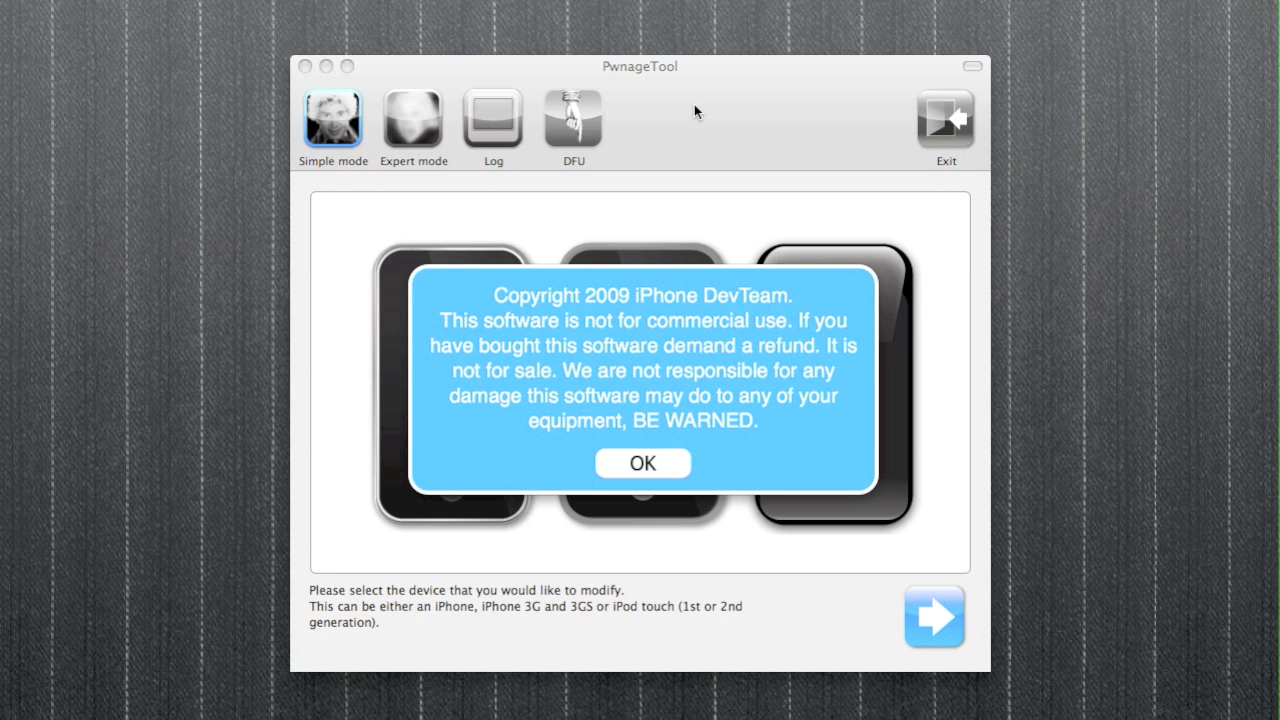 PwnageTool
Simple mode
Expert mode
Log
DFU
Exit
Copyright 2009 iPhone DevTeam.
This software is not for commercial use. If you
have bought this software demand a refund. It is
not for sale. We are not responsible for any
damage this software may do to any of your
equipment, BE WARNED.
OK
Please select the device that you would like to modify.
This can be either an iPhone, iPhone 3G and 3GS or iPod touch (1st or 2nd
generation).